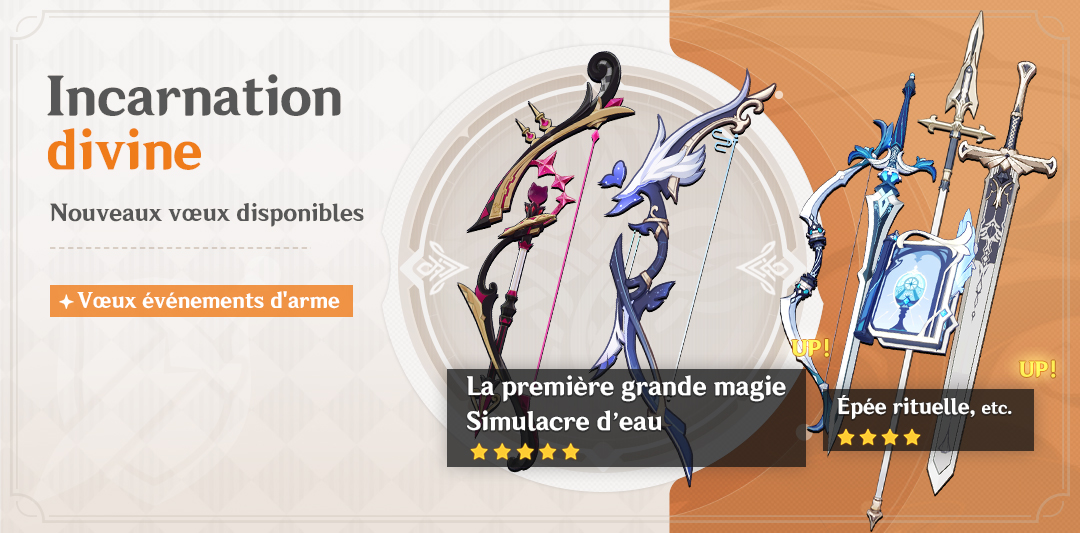 Incarnation
divine
Nouveaux vœux disponibles
Vœux événements d'arme
La première grande magie
Simulacre d’eau
UP!
Épée rituelle, etc.
UP!